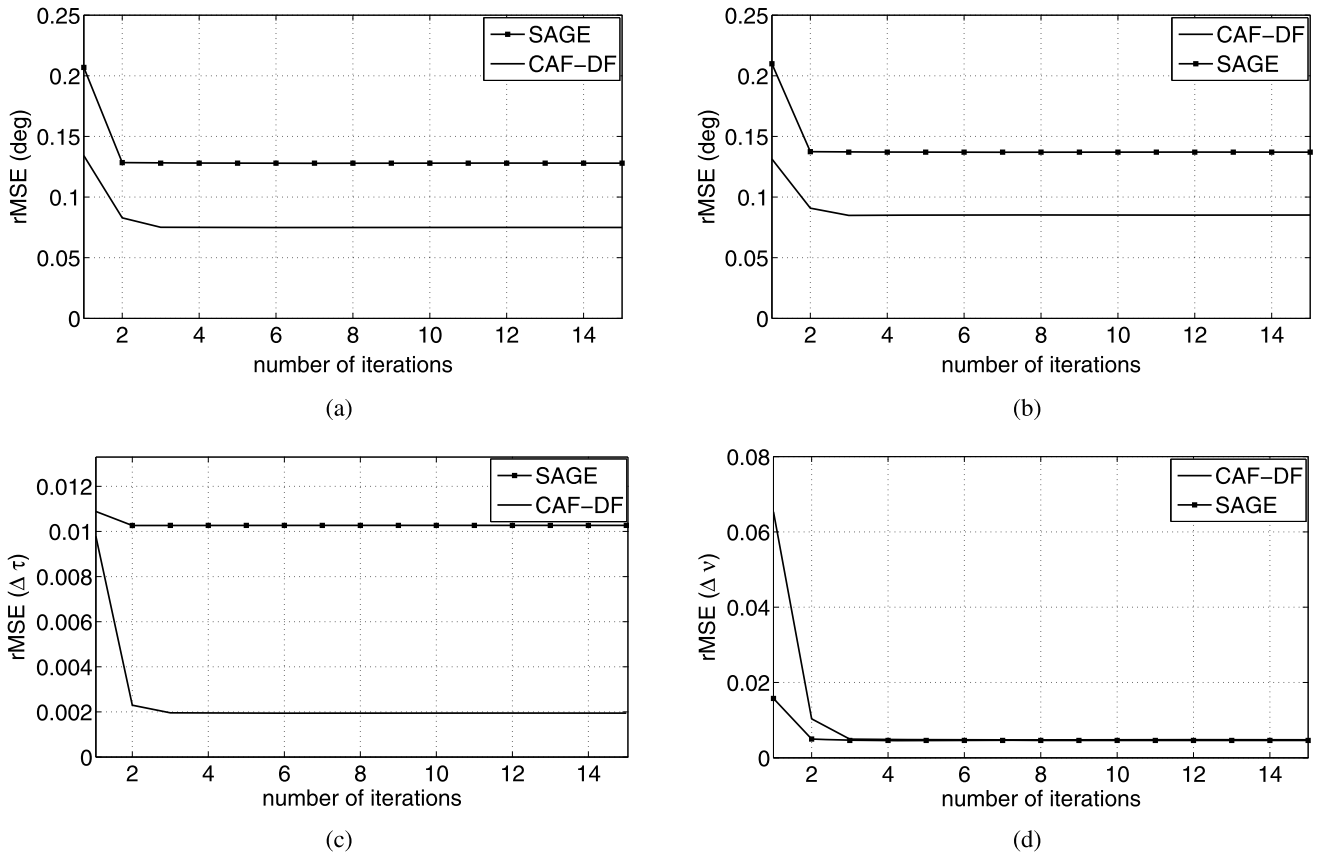 0.25
0.2
0.15
0.1
0.05
0
rMSE (deg)
SAGE
CAF-DF
2 4 6 8 10 12 14
number of iterations
(a)
0.25
0.2
0.15
0.1
0.05
0
rMSE (deg)
CAF-DF
SAGE
2 4 6 8 10 12 14
number of iterations
(b)
0.012
0.01
0.008
0.006
0.004
0.002
0
rMSE (Δ τ)
SAGE
CAF-DF
2 4 6 8 10 12 14
number of iterations
(c)
0.08
0.06
0.04
0.02
0
rMSE (Δ ν)
CAF-DF
SAGE
2 4 6 8 10 12 14
number of iterations
(d)